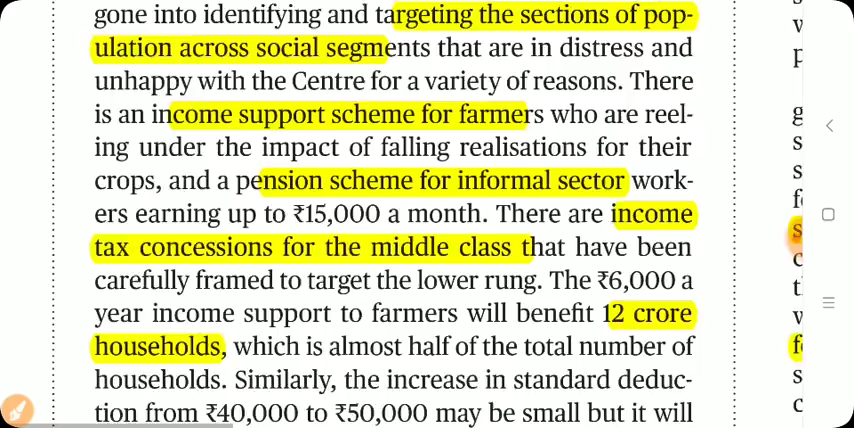 gone into identifying and targeting the sections of pop-
ulation across social segments that are in distress and
unhappy with the Centre for a variety of reasons. There
is an income support scheme for farmers who are reel-
ing under the impact of falling realisations for their
crops, and a pension scheme for informal sector work-
ers earning up to ₹15,000 a month. There are income
tax concessions for the middle class that have been
carefully framed to target the lower rung. The ₹6,000 a
year income support to farmers will benefit 12 crore
households, which is almost half of the total number of
households. Similarly, the increase in standard deduc-
tion from ₹40,000 to ₹50,000 may be small but it will